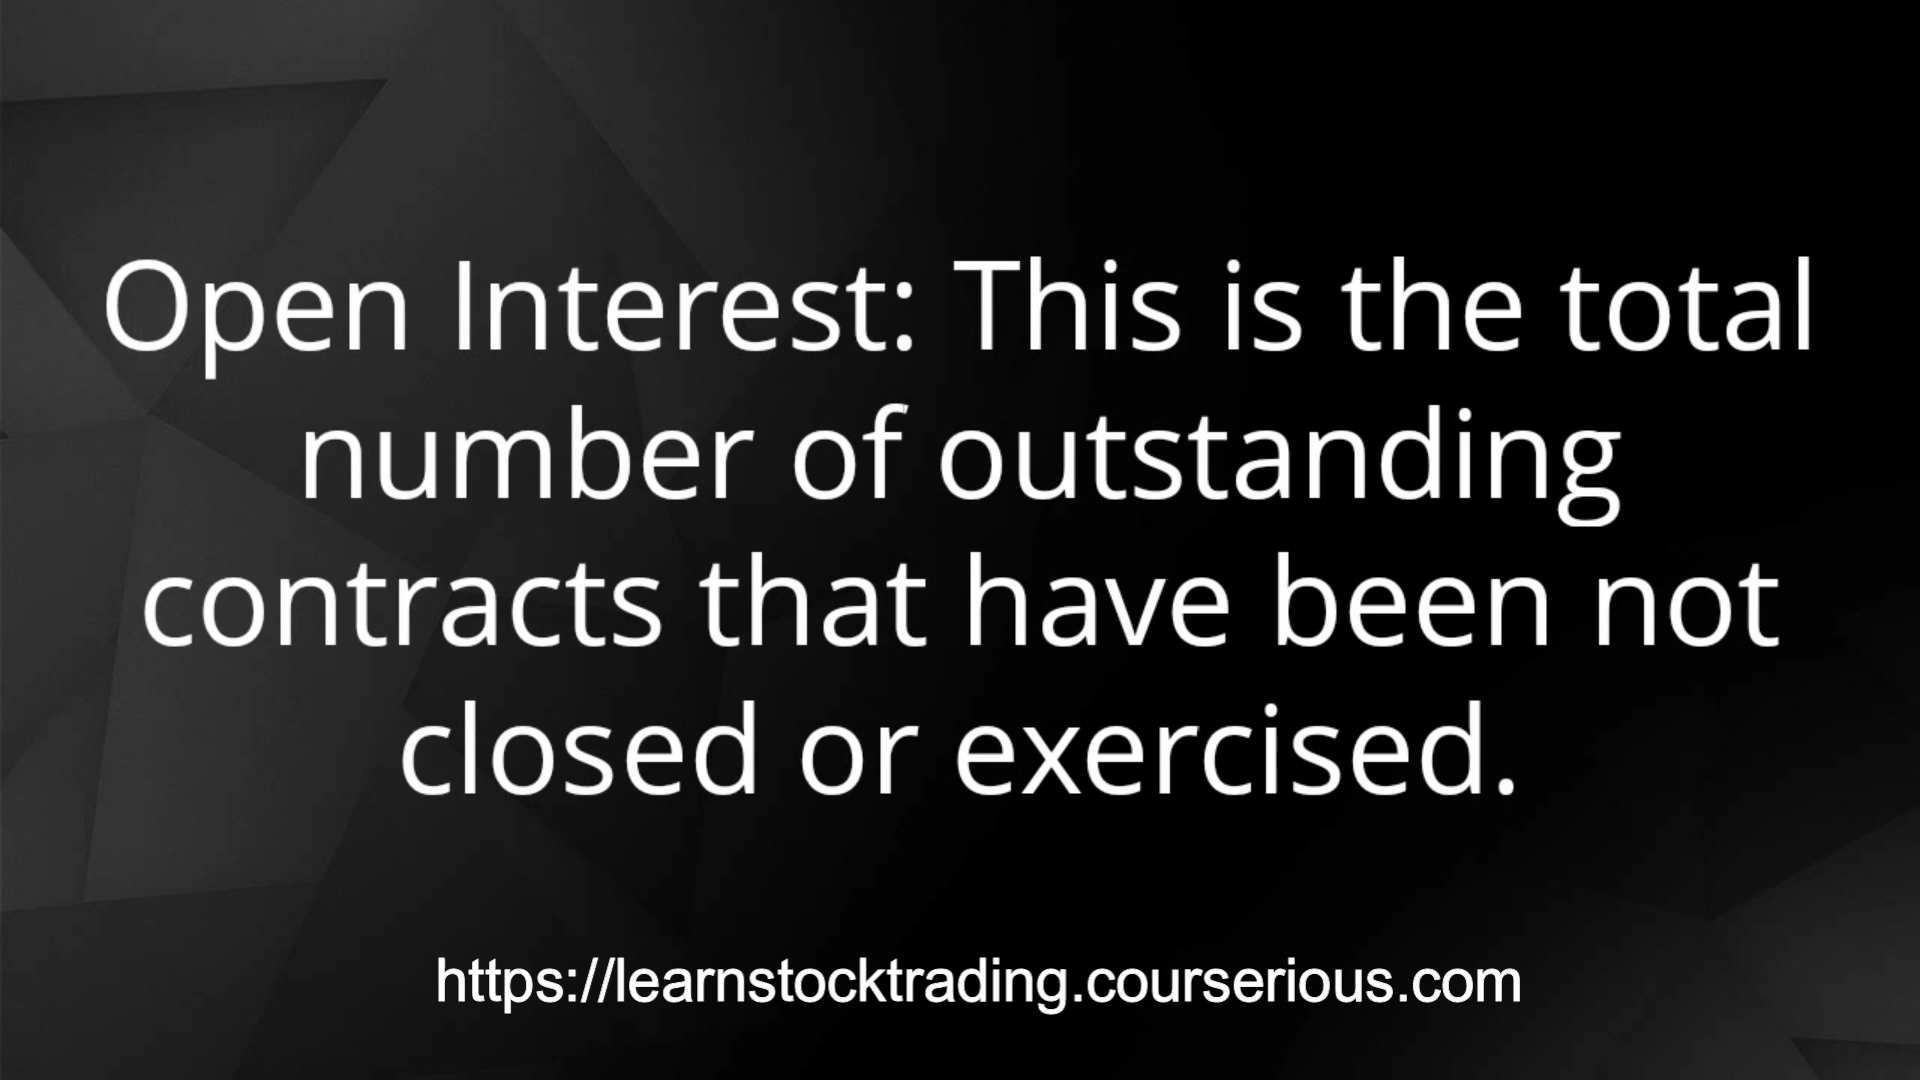 Open Interest: This is the total
number of outstanding
contracts that have been not
closed or exercised.
https://learnstocktrading.courserious.com